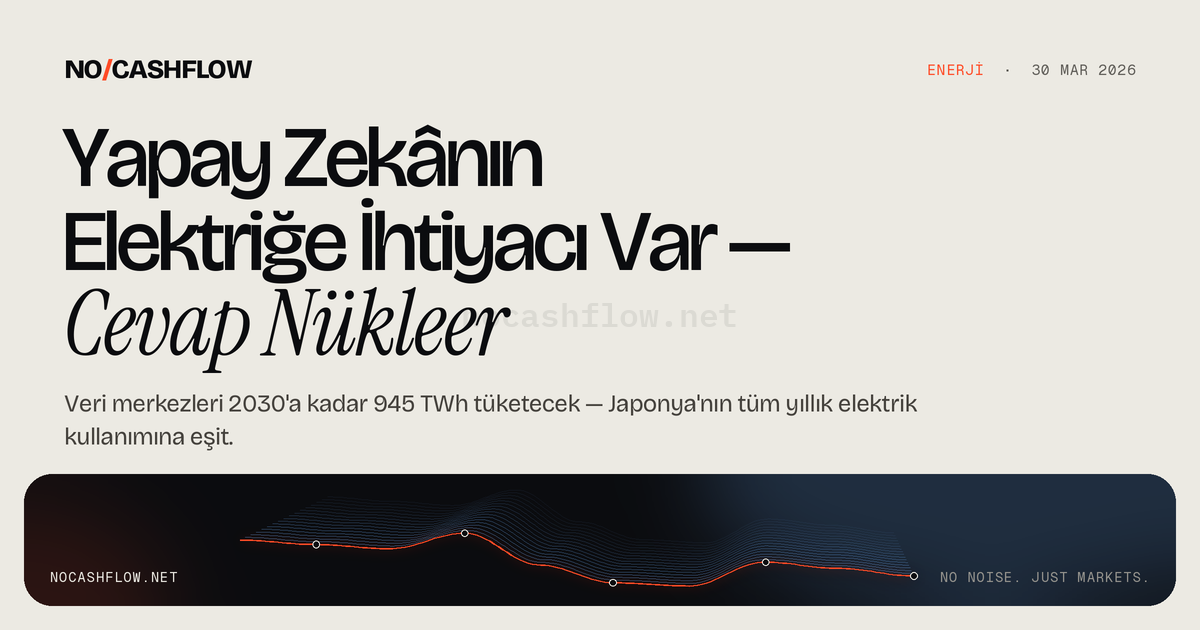 NO/CASHFLOW
ENERJİ · 30 MAR 2026
Yapay Zekânın
Elektriğe İhtiyacı Var —
Cevap Nükleer
cashflow.net
Veri merkezleri 2030'a kadar 945 TWh tüketecek — Japonya'nın tüm yıllık elektrik
kullanımına eşit.
NOCASHFLOW.NET
NO NOISE. JUST MARKETS.